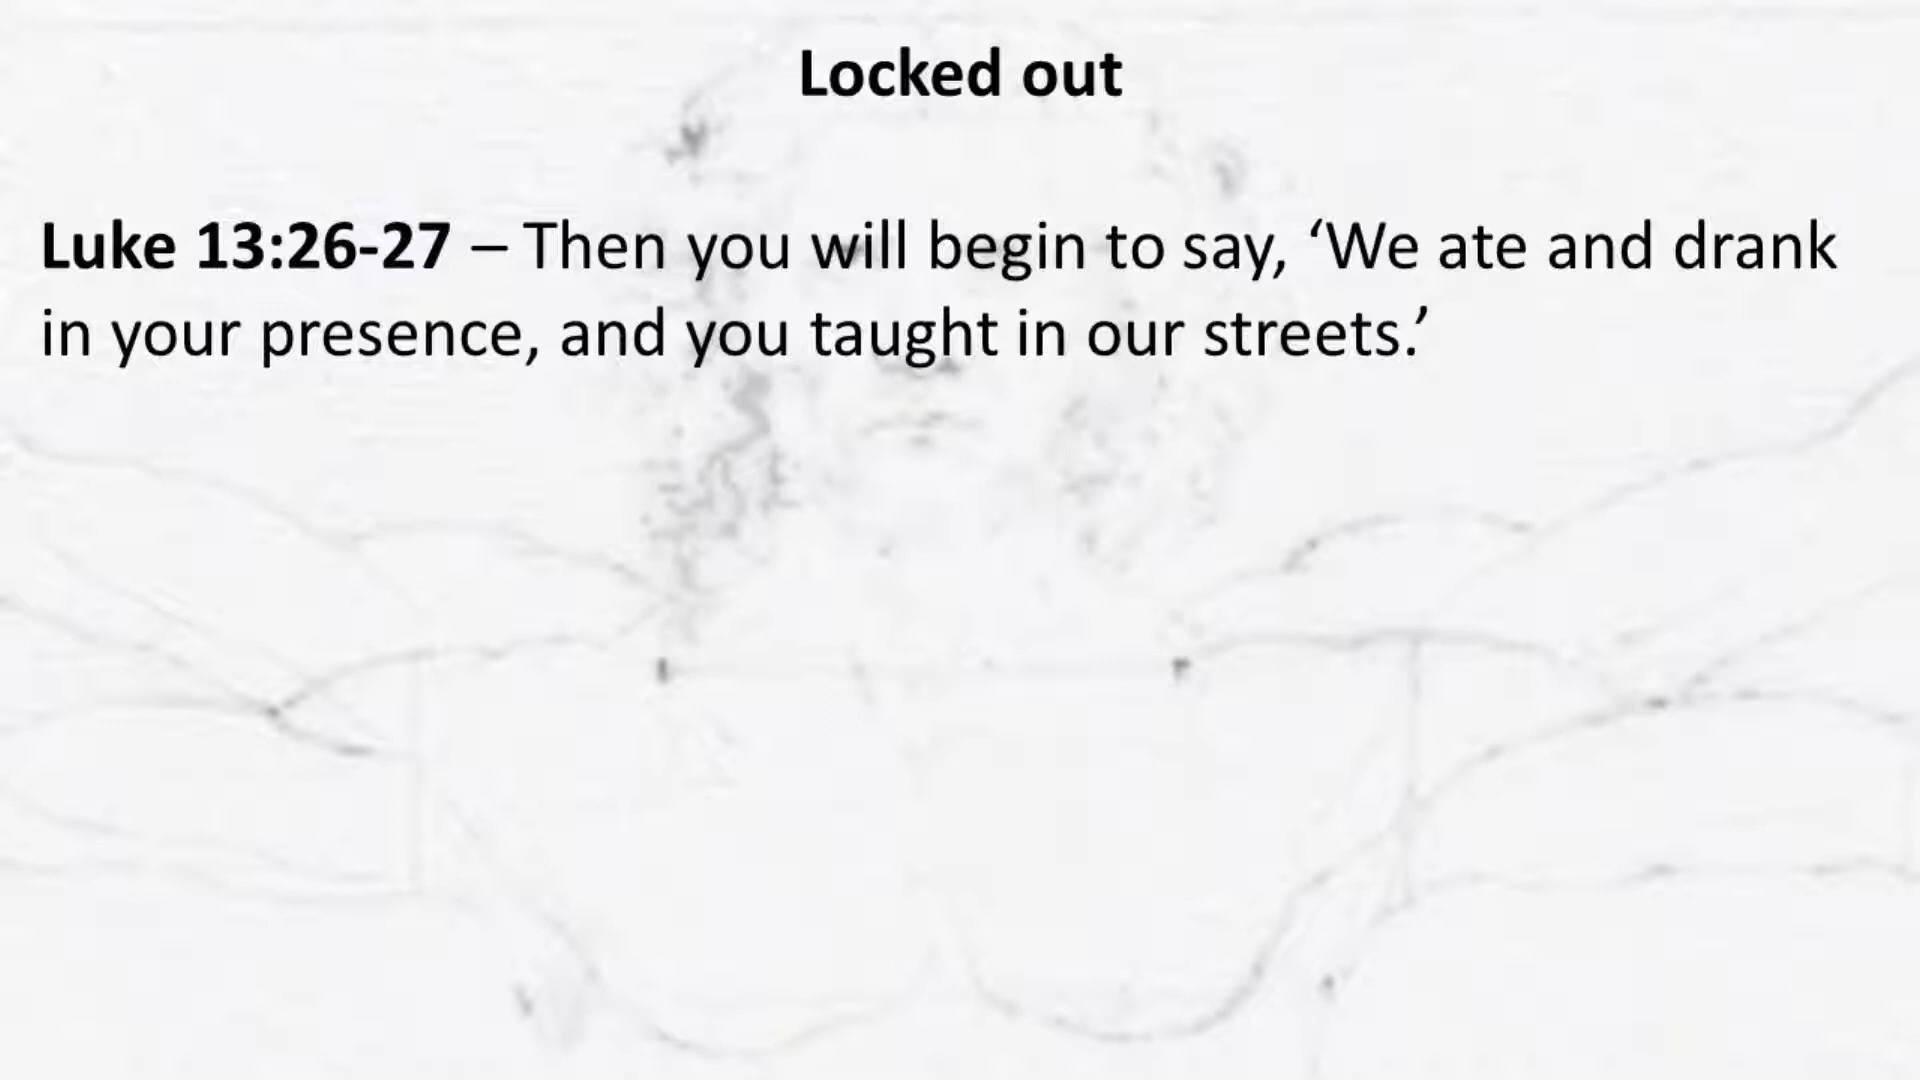 Locked out
Luke 13:26-27 – Then you will begin to say, ‘We ate and drank
in your presence, and you taught in our streets.’